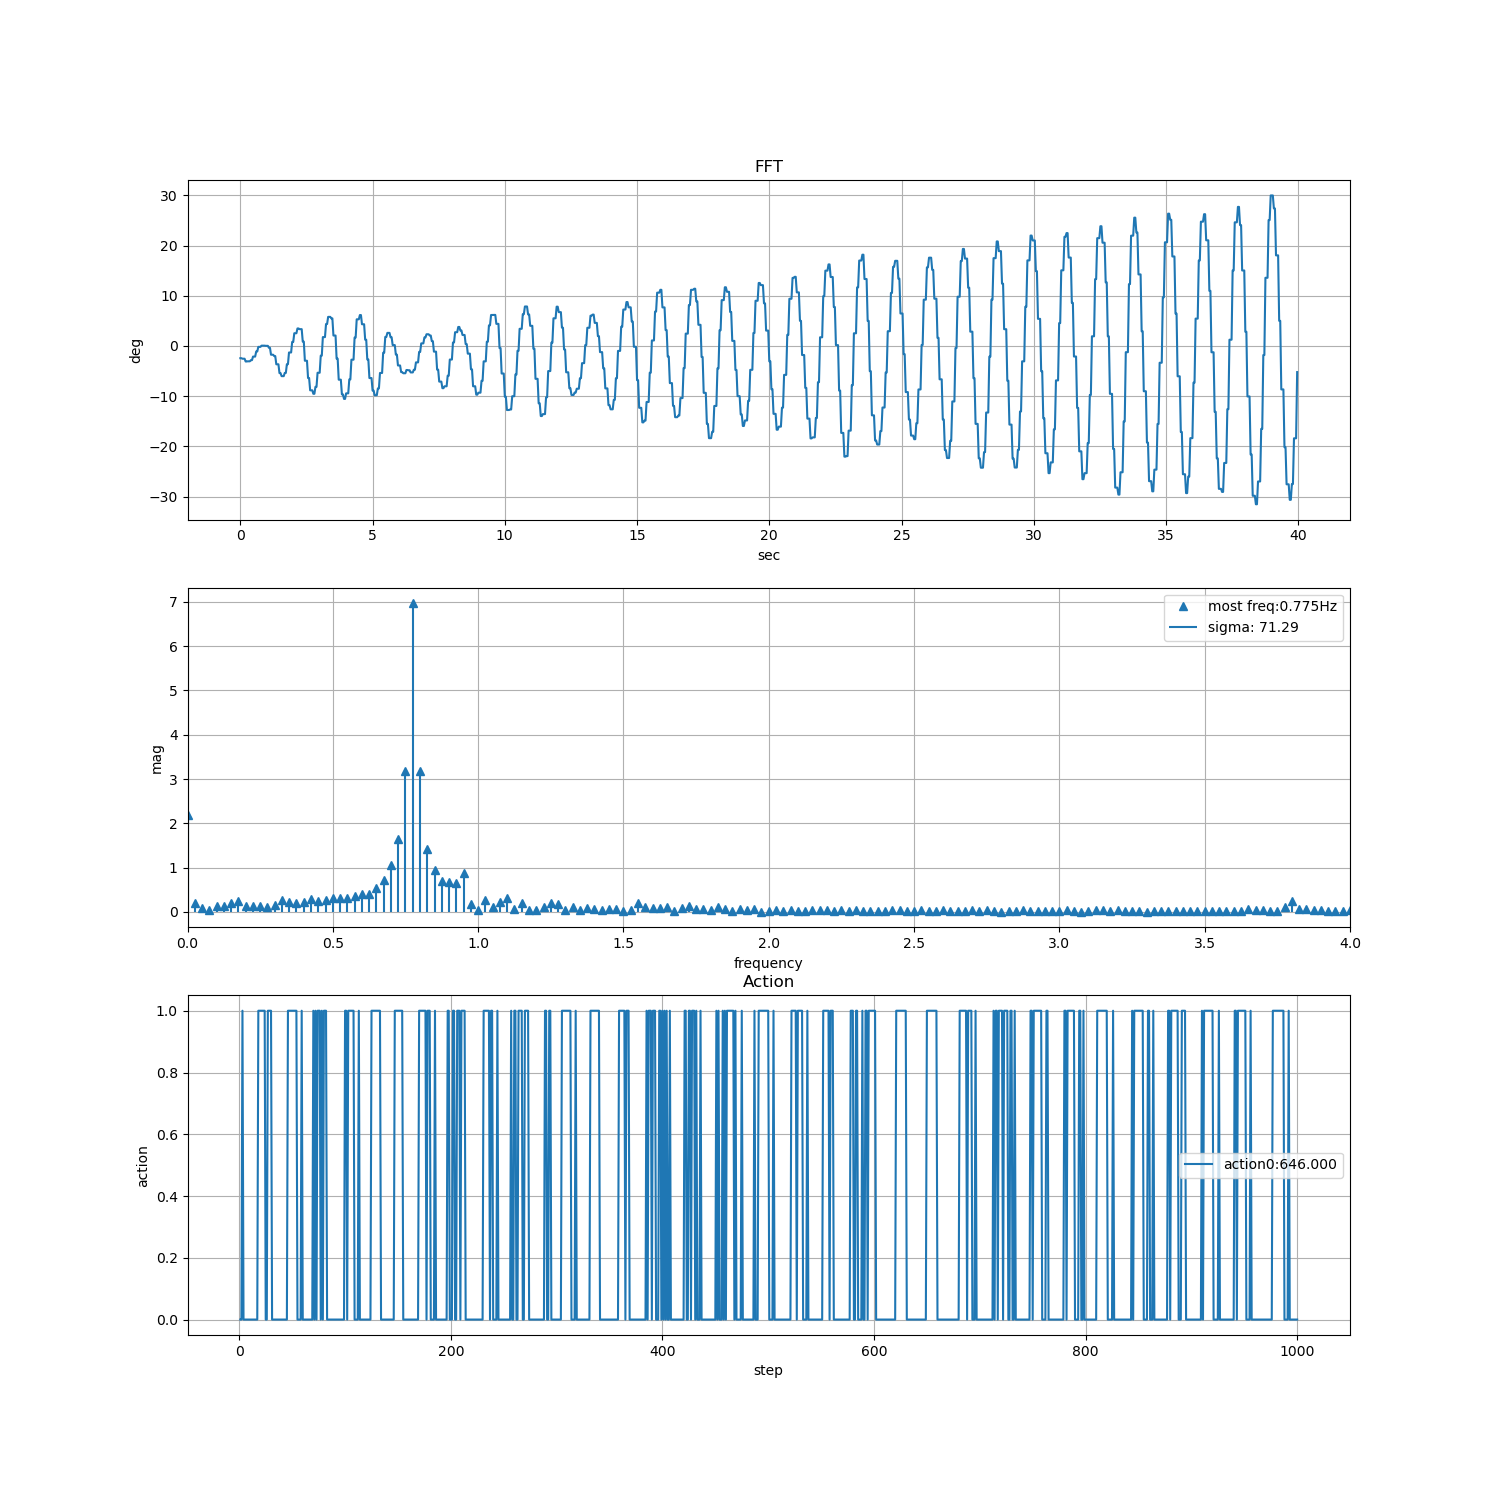 FFT
30
20
10
0
−10
−20
−30
deg
0 5 10 15 20 25 30 35 40
sec
7
6
5
4
3
2
1
0
mag
most freq:0.775Hz
sigma: 71.29
0.0 0.5 1.0 1.5 2.0 2.5 3.0 3.5 4.0
frequency
Action
1.0
0.8
0.6
0.4
0.2
0.0
action
action0:646.000
0 200 400 600 800 1000
step